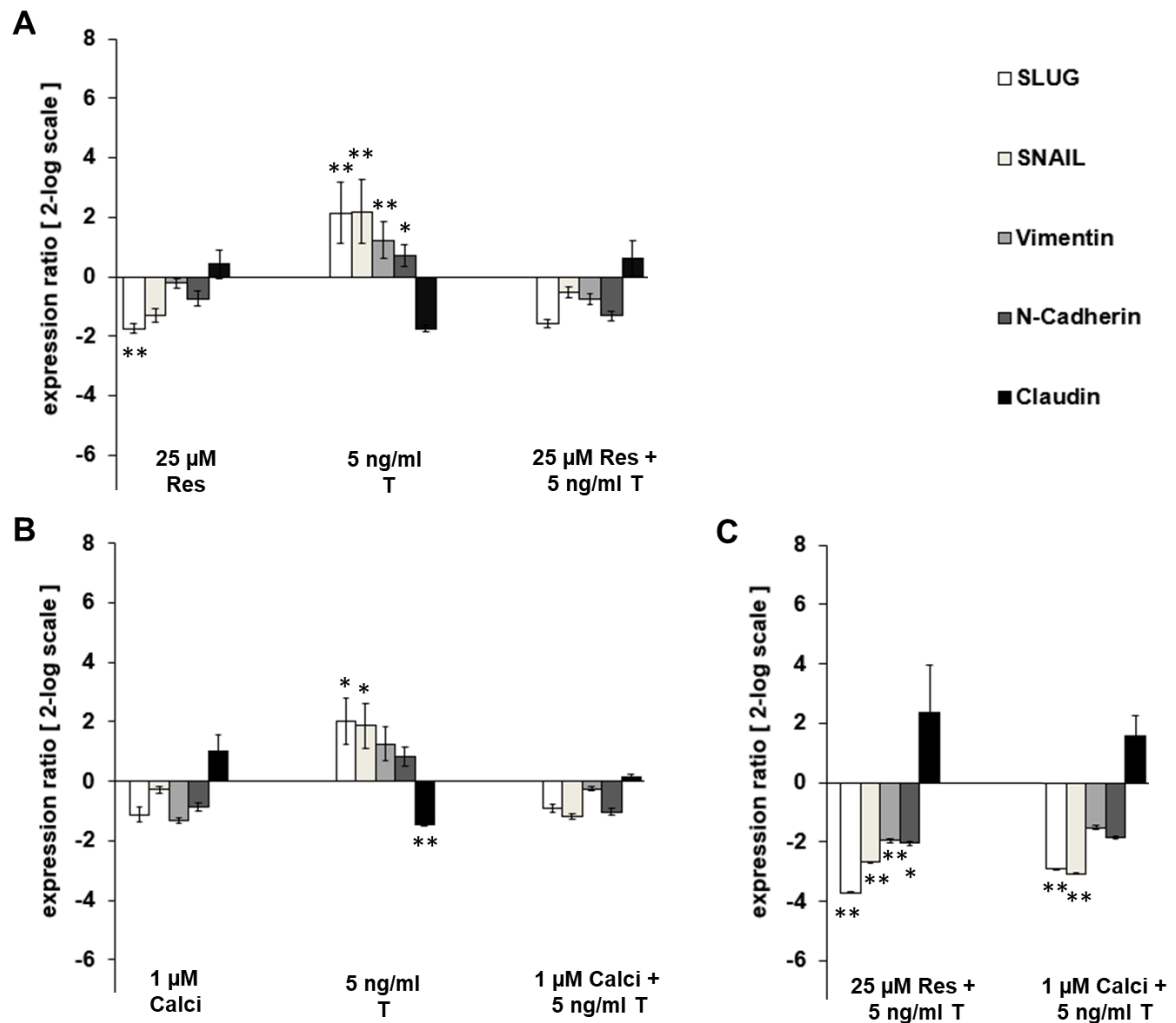 A
expression ratio [ 2-log scale ]
8
6
4
2
0
-2
-4
-6
**
**
**
**
*
25 µM
Res
5 ng/ml
T
25 µM Res +
5 ng/ml T
SLUG
SNAIL
Vimentin
N-Cadherin
Claudin
B
expression ratio [ 2-log scale ]
8
6
4
2
0
-2
-4
-6
*
*
**
1 µM
Calci
5 ng/ml
T
1 µM Calci +
5 ng/ml T
C
expression ratio [ 2-log scale ]
8
6
4
2
0
-2
-4
-6
**
**
**
*
**
**
25 µM Res +
5 ng/ml T
1 µM Calci +
5 ng/ml T